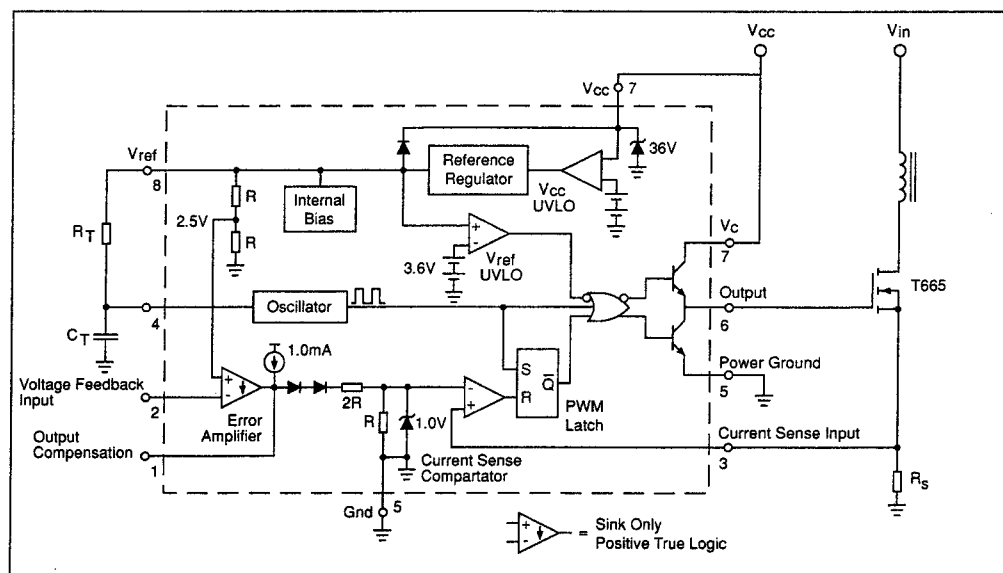 Vcc
Vin
Vcc 7
36V
Vref
8
Reference
Regulator
Vcc
UVLO
R
Internal
Bias
2.5V
R
RT
Vref
UVLO
3.6V
Vc
7
T665
Oscillator
Output
6
4
CT
1.0mA
S
R
Q
PWM
Latch
Power Ground
5
Voltage Feedback
Input
2
Error
Amplifier
2R
R
1.0V
Output
Compensation
1
Current Sense
Compartator
Current Sense Input
3
Rs
Gnd 5
= Sink Only
Positive True Logic